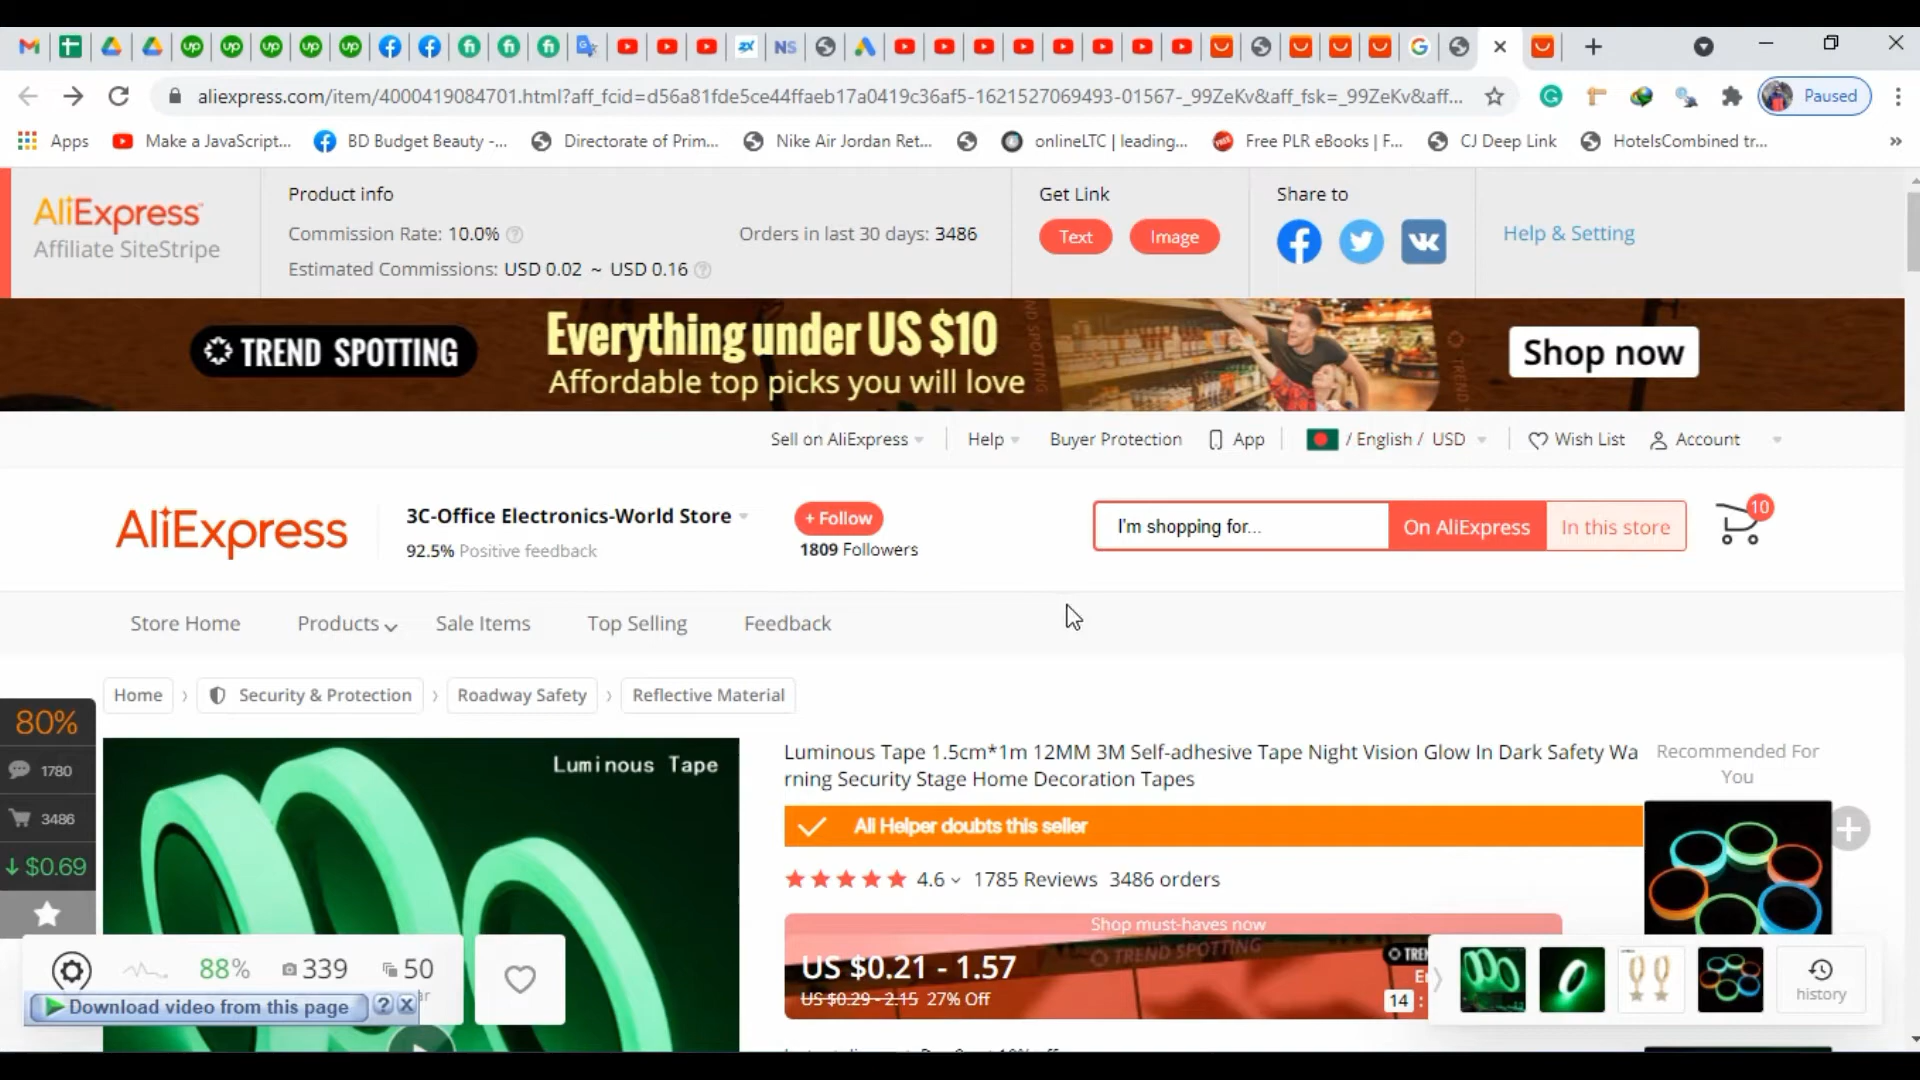 aliexpress.com/item/4000419084701.html?aff_fcid=d56a81fde5ce44ffaeb17a0419c36af5-1621527069493-01567-_99ZeKv&aff_fsk=_99ZeKv&aff...
Paused
Apps
Make a JavaScript...
BD Budget Beauty -...
Directorate of Prim...
Nike Air Jordan Ret...
onlineLTC | leading...
Free PLR eBooks | F...
CJ Deep Link
HotelsCombined tr...
»
AliExpress
Affiliate SiteStripe
Product info
Commission Rate: 10.0%
Orders in last 30 days: 3486
Estimated Commissions: USD 0.02 ~ USD 0.16
Get Link
Text
Image
Share to
Help & Setting
TREND SPOTTING
Everything under US $10
Affordable top picks you will love
Shop now
Sell on AliExpress
Help
Buyer Protection
App
/ English / USD
Wish List
Account
AliExpress
3C-Office Electronics-World Store
92.5% Positive feedback
+ Follow
1809 Followers
I'm shopping for...
On AliExpress
In this store
10
Store Home
Products
Sale Items
Top Selling
Feedback
Home
Security & Protection
Roadway Safety
Reflective Material
80%
1780
3486
$0.69
Luminous Tape
Luminous Tape 1.5cm*1m 12MM 3M Self-adhesive Tape Night Vision Glow In Dark Safety Wa
rning Security Stage Home Decoration Tapes
Recommended For
You
Ali Helper doubts this seller
4.6
1785 Reviews
3486 orders
Shop must-haves now
TREND SPOTTING
US $0.21 - 1.57
US $0.29 - 2.15 27% Off
14 :
88%
339
50
Download video from this page
history